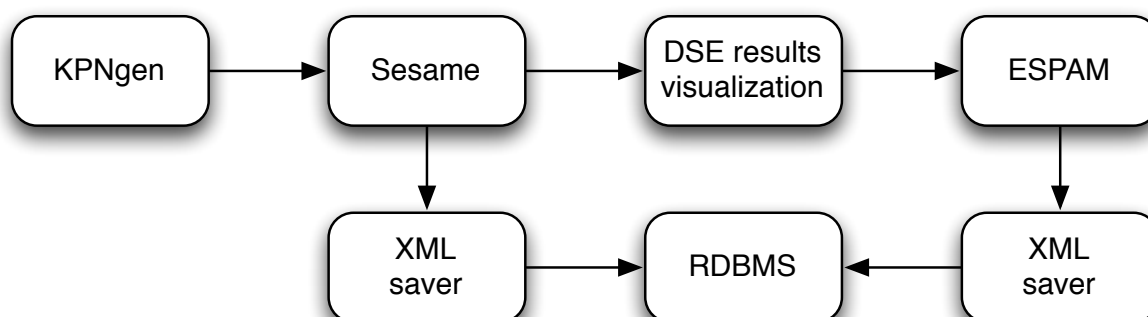 KPNgen
Sesame
DSE results
visualization
ESPAM
XML
saver
RDBMS
XML
saver